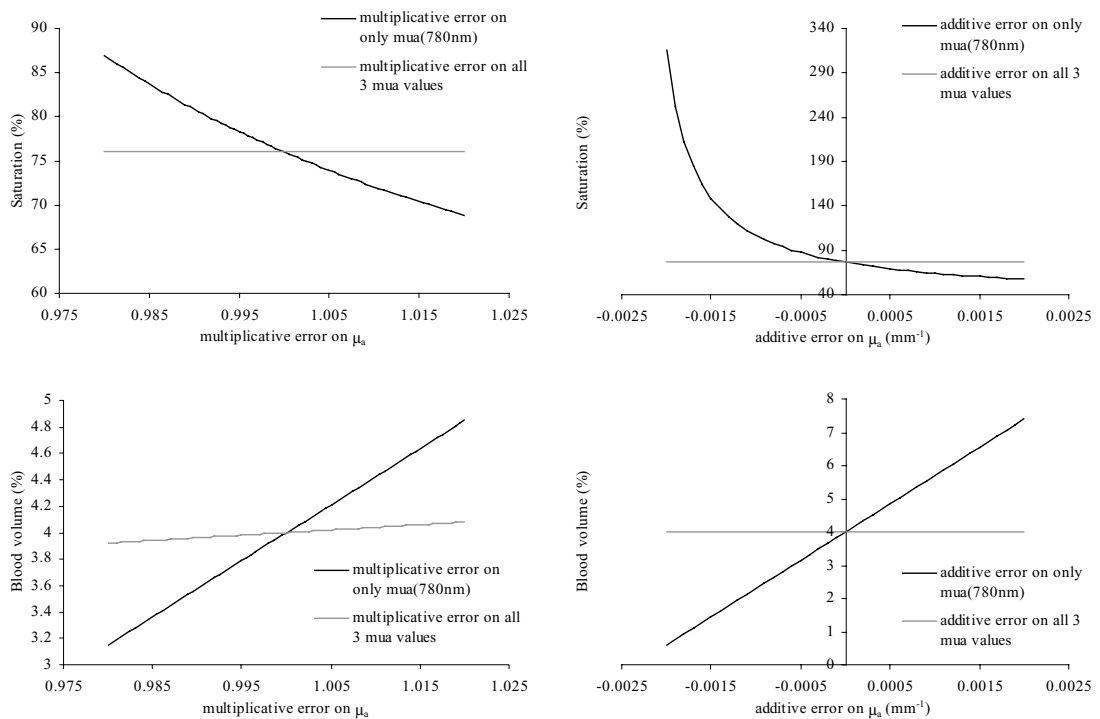 90
85
80
75
70
65
60
Saturation (%)
0.975 0.985 0.995 1.005 1.015 1.025
multiplicative error on μa
multiplicative error on
only mua(780nm)
multiplicative error on all
3 mua values
340
290
240
190
140
90
40
Saturation (%)
-0.0025 -0.0015 -0.0005 0.0005 0.0015 0.0025
additive error on μa (mm-1)
additive error on only
mua(780nm)
additive error on all 3
mua values
5
4.8
4.6
4.4
4.2
4
3.8
3.6
3.4
3.2
3
Blood volume (%)
0.975 0.985 0.995 1.005 1.015 1.025
multiplicative error on μa
multiplicative error on
only mua(780nm)
multiplicative error on all
3 mua values
8
7
6
5
4
3
2
1
0
Blood volume (%)
-0.0025 -0.0015 -0.0005 0.0005 0.0015 0.0025
additive error on μa (mm-1)
additive error on only
mua(780nm)
additive error on all 3
mua values